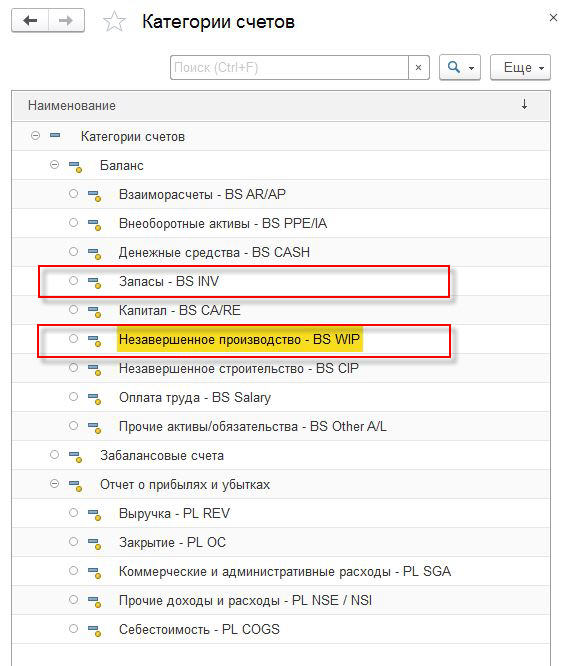 Категории счетов
Поиск (Ctrl+F)
Еще
Наименование
Категории счетов
Баланс
Взаиморасчеты - BS AR/AP
Внеоборотные активы - BS PPE/IA
Денежные средства - BS CASH
Запасы - BS INV
Капитал - BS CA/RE
Незавершенное производство - BS WIP
Незавершенное строительство - BS CIP
Оплата труда - BS Salary
Прочие активы/обязательства - BS Other A/L
Забалансовые счета
Отчет о прибылях и убытках
Выручка - PL REV
Закрытие - PL OC
Коммерческие и административные расходы - PL SGA
Прочие доходы и расходы - PL NSE / NSI
Себестоимость - PL COGS